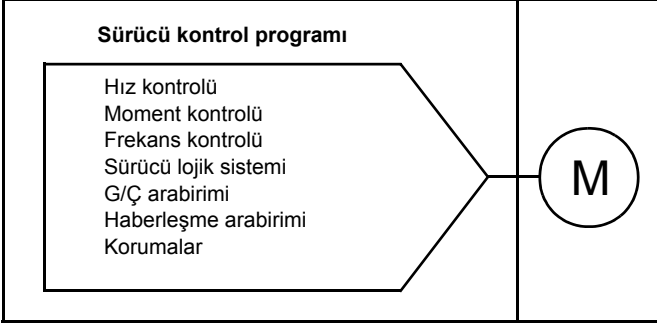 Sürücü kontrol programı
Hız kontrolü
Moment kontrolü
Frekans kontrolü
Sürücü lojik sistemi
G/Ç arabirimi
Haberleşme arabirimi
Korumalar
M